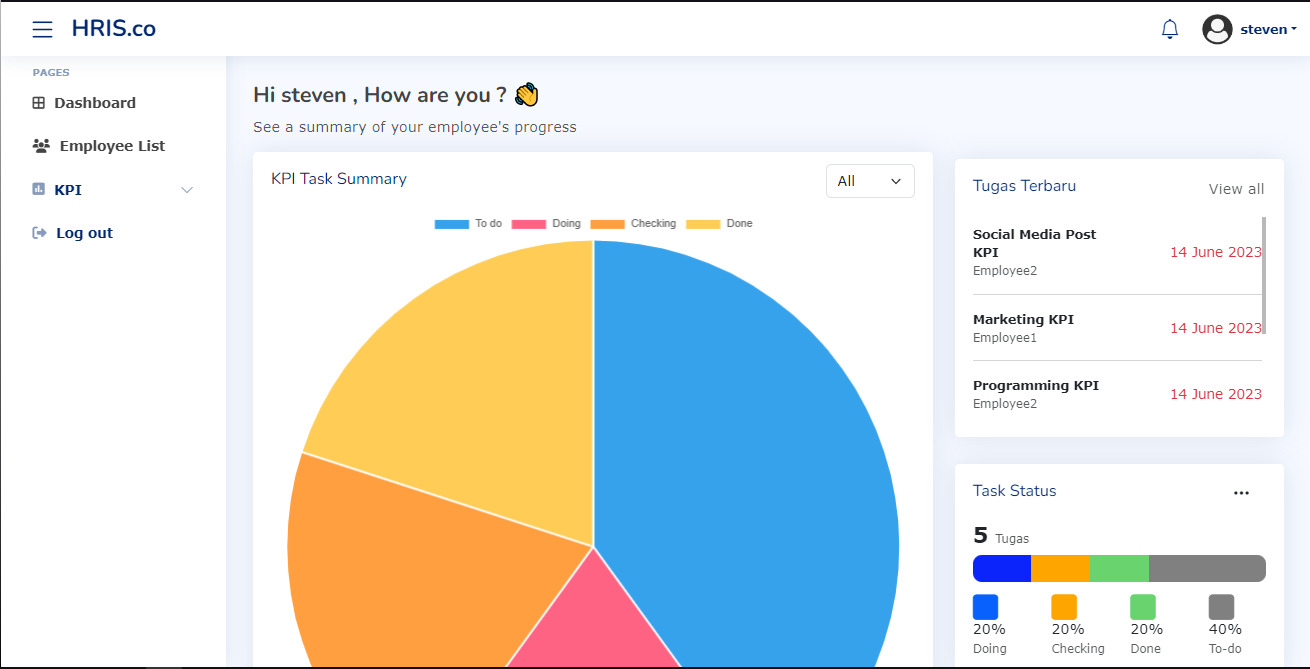 HRIS.co
steven
PAGES
Dashboard
Employee List
KPI
Log out
Hi steven , How are you ? 👋
See a summary of your employee's progress
KPI Task Summary
All
To do Doing Checking Done
Tugas Terbaru
View all
Social Media Post
KPI
Employee2
14 June 2023
Marketing KPI
Employee1
14 June 2023
Programming KPI
Employee2
14 June 2023
Task Status
5 Tugas
20% 20% 20% 40%
Doing Checking Done To-do